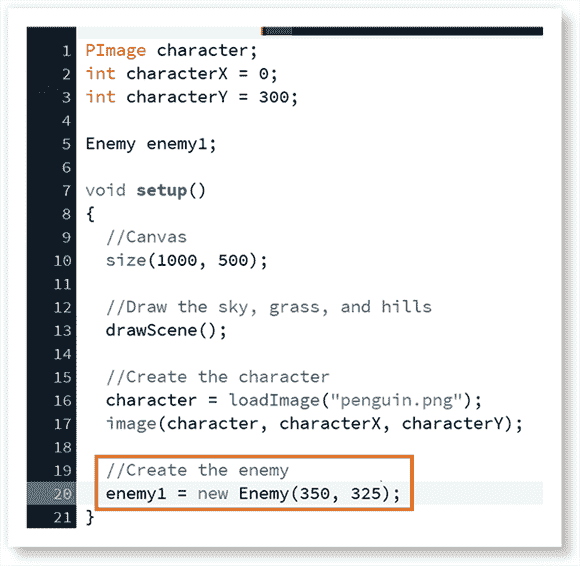 1 PImage character;
2 int characterX = 0;
3 int characterY = 300;
4
5 Enemy enemy1;
6
7 void setup()
8 {
9 //Canvas
10 size(1000, 500);
11
12 //Draw the sky, grass, and hills
13 drawScene();
14
15 //Create the character
16 character = loadImage("penguin.png");
17 image(character, characterX, characterY);
18
19 //Create the enemy
20 enemy1 = new Enemy(350, 325);
21 }